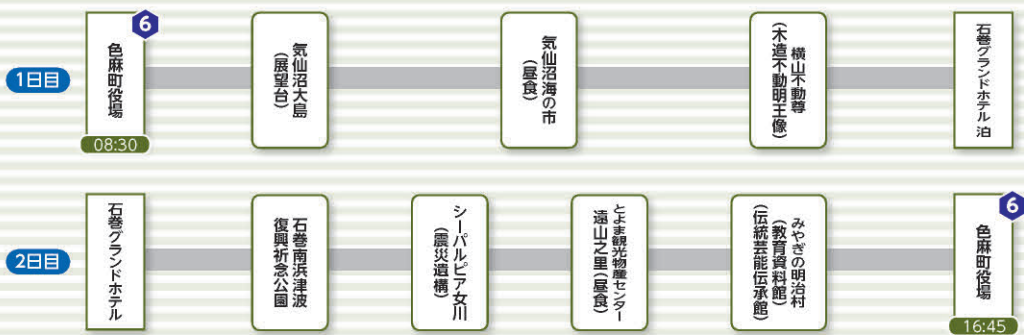 1日目
6
色麻町役場
08:30
気仙沼大島
(展望台)
気仙沼海の市
(昼食)
横山不動尊
(木造不動明王像)
石巻グランドホテル 泊
2日目
石巻グランドホテル
石巻南浜津波
復興祈念公園
シーパルピア女川
(震災遺構)
とよま観光物産センター
遠山之里(昼食)
みやぎの明治村
(教育資料館)
(伝統芸能伝承館)
6
色麻町役場
16:45